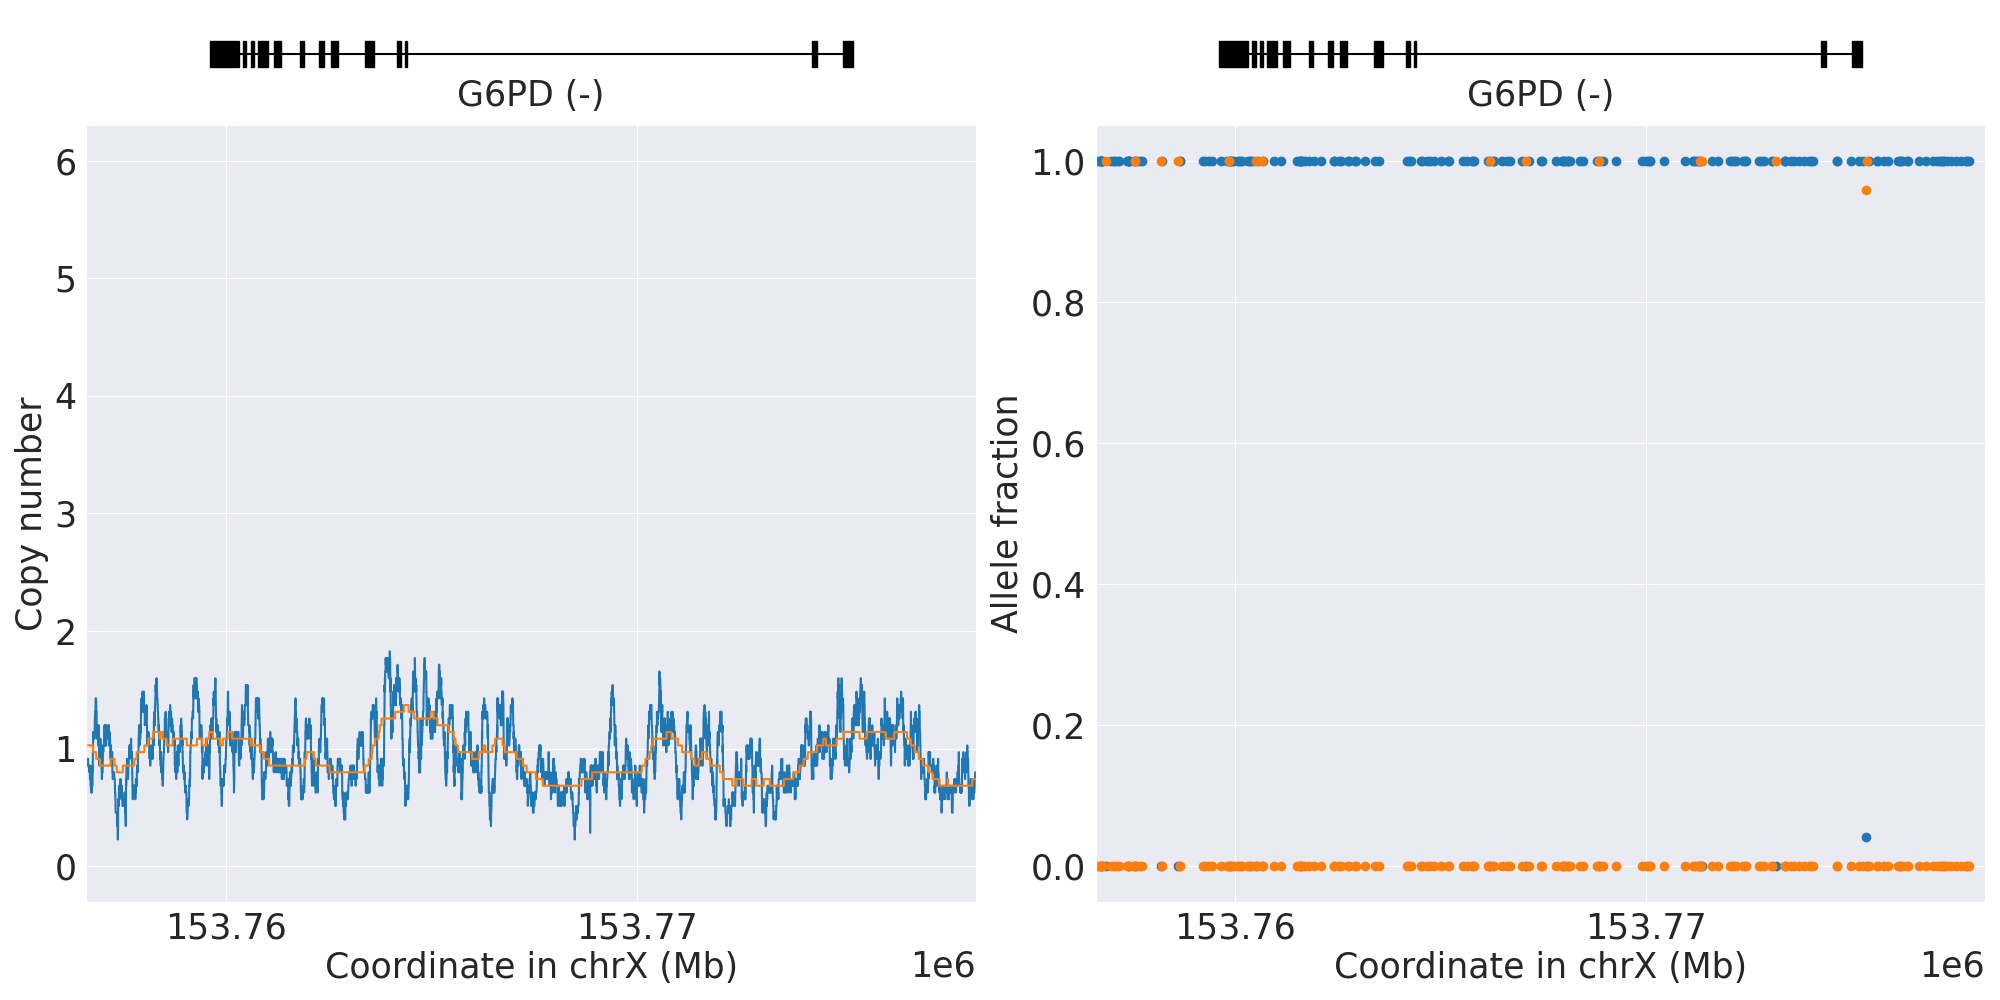 G6PD (-)
G6PD (-)
Copy number
6
5
4
3
2
1
0
153.76
153.77
Coordinate in chrX (Mb)
1e6
Allele fraction
1.0
0.8
0.6
0.4
0.2
0.0
153.76
153.77
Coordinate in chrX (Mb)
1e6